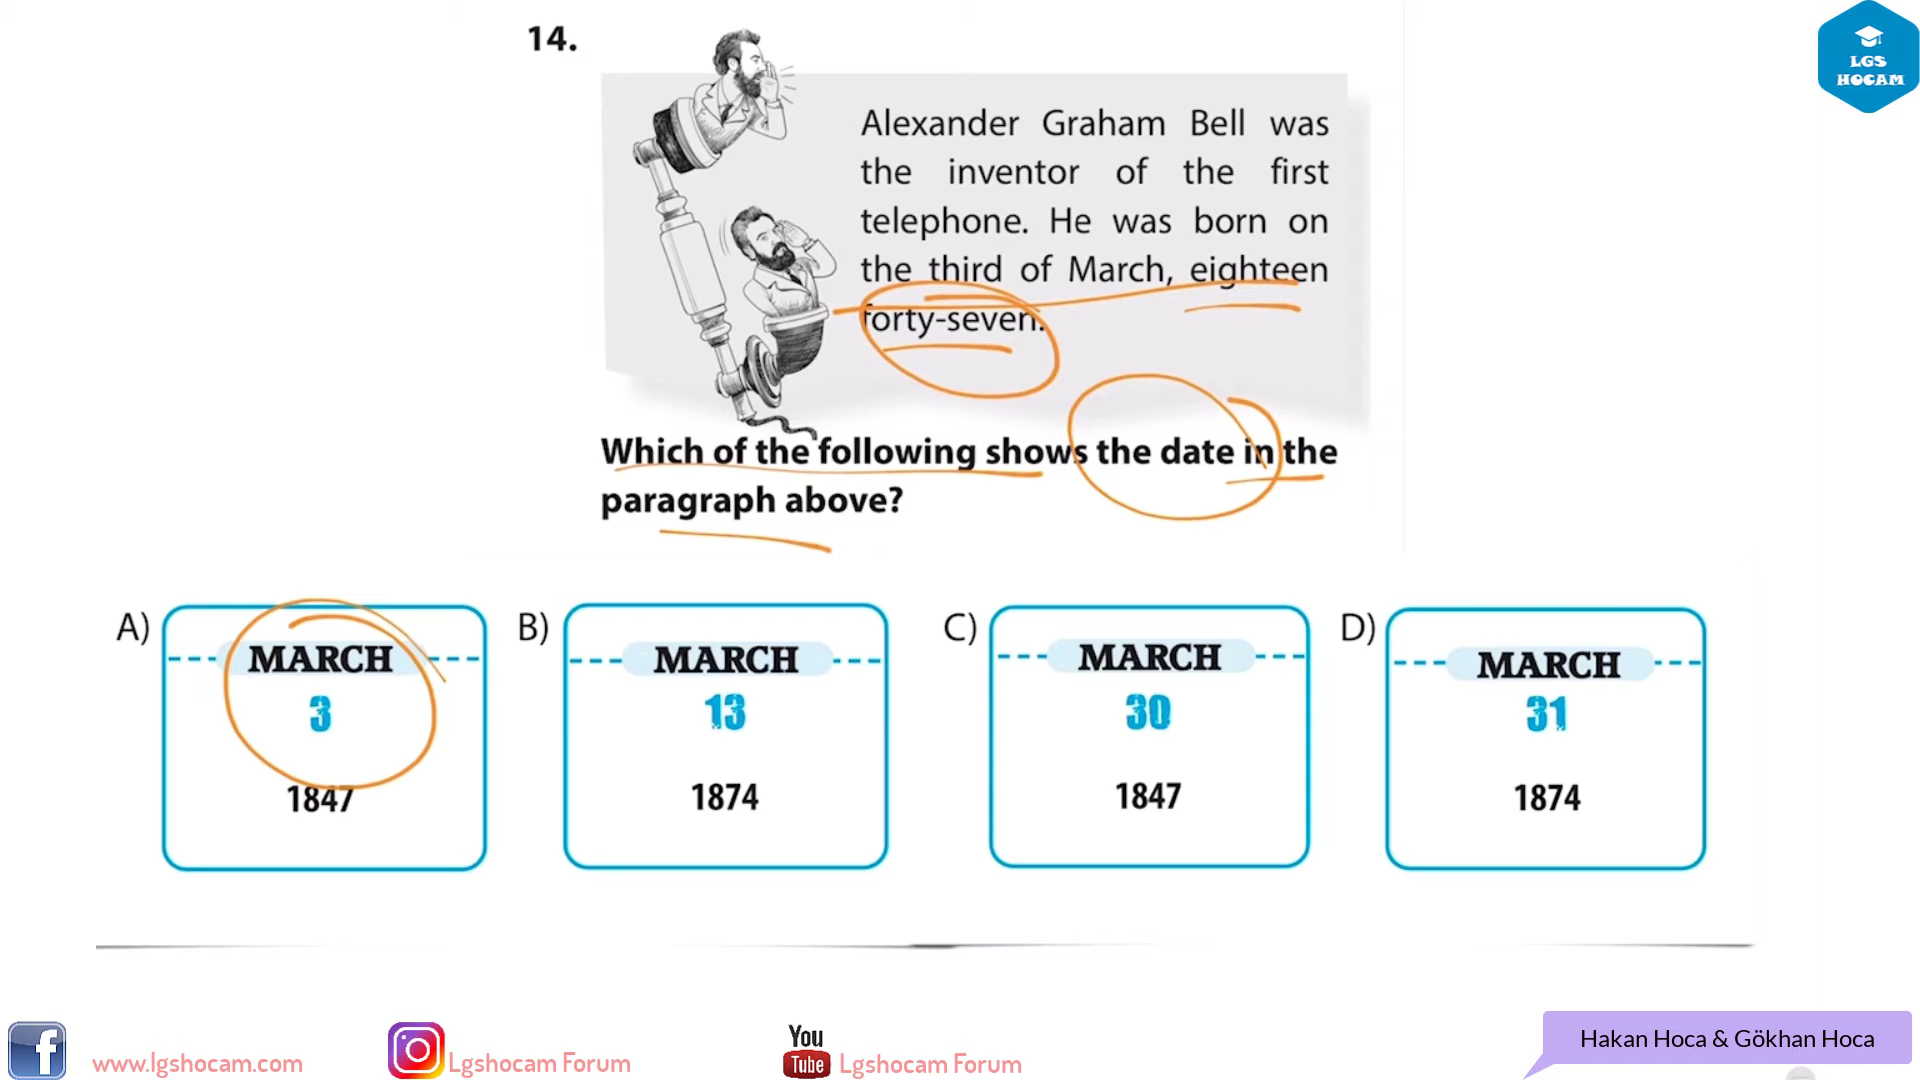 14.
LGS
HOCAM
Alexander Graham Bell was
the inventor of the first
telephone. He was born on
the third of March, eighteen
forty-seven.
Which of the following shows the date in the
paragraph above?
A)
MARCH
3
1847
B)
MARCH
13
1874
C)
MARCH
30
1847
D)
MARCH
31
1874
f
www.lgshocam.com
Lgshocam Forum
You
Tube
Lgshocam Forum
Hakan Hoca & Gökhan Hoca